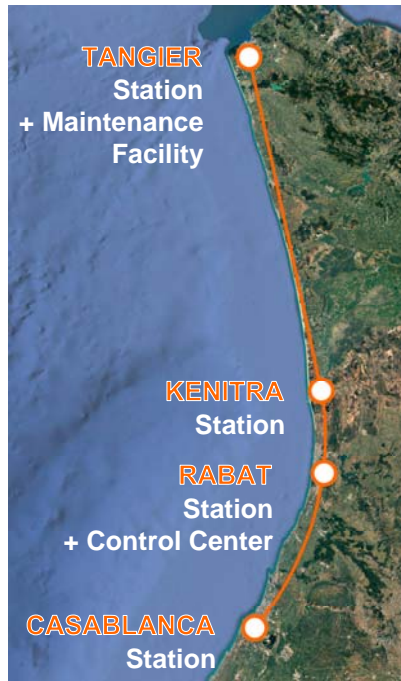 TANGIER
Station
+ Maintenance
Facility
KENITRA
Station
RABAT
Station
+ Control Center
CASABLANCA
Station